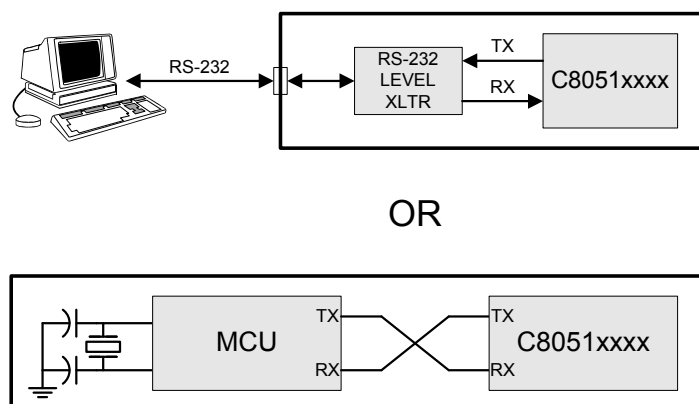 RS-232
RS-232
LEVEL
XLTR
TX
RX
C8051xxxx
OR
MCU
TX
RX
TX
RX
C8051xxxx